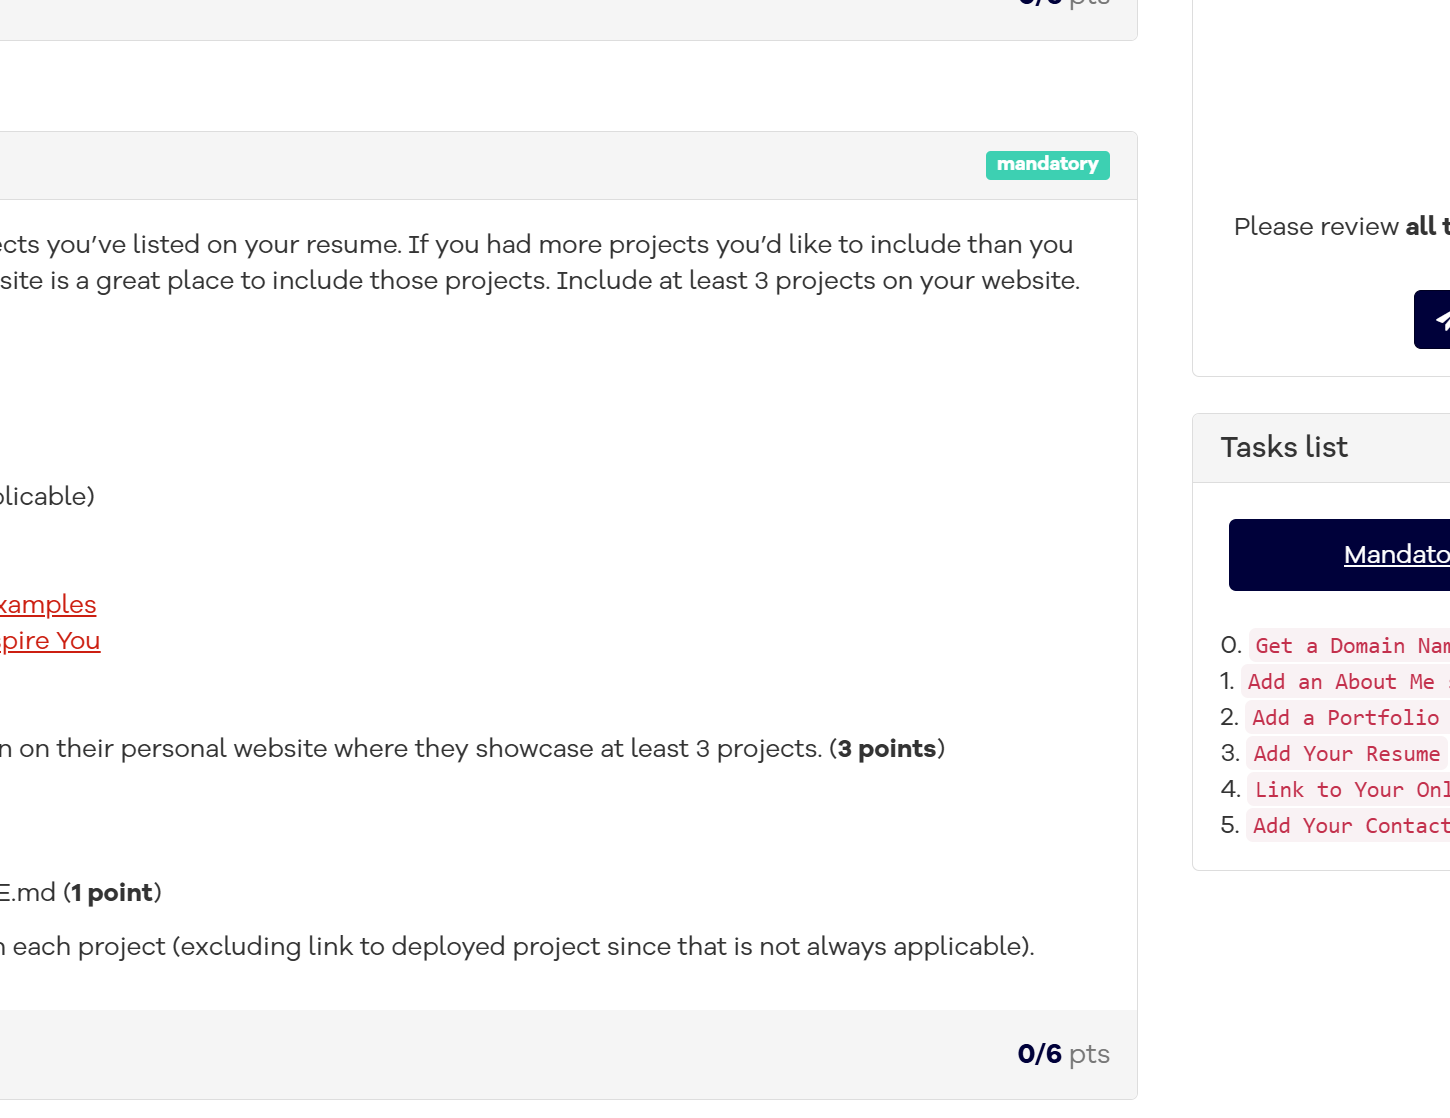 0/6 pts
mandatory
ects you’ve listed on your resume. If you had more projects you’d like to include than you
site is a great place to include those projects. Include at least 3 projects on your website.
plicable)
xamples
spire You
n on their personal website where they showcase at least 3 projects. (3 points)
E.md (1 point)
n each project (excluding link to deployed project since that is not always applicable).
0/6 pts
Please review all t
Tasks list
Mandato
0. Get a Domain Nam
1. Add an About Me
2. Add a Portfolio
3. Add Your Resume
4. Link to Your Onl
5. Add Your Contact